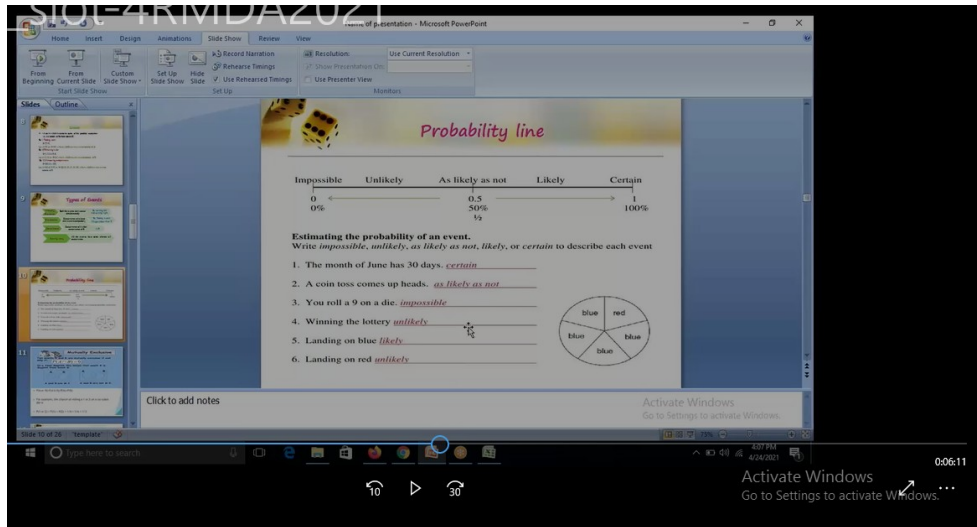 _slot-4RMDA2021
Name of presentation - Microsoft PowerPoint
Home Insert Design Animations Slide Show Review View
From Beginning
From Current Slide
Custom Slide Show
Start Slide Show
Set Up Slide Show
Hide Slide
Record Narration
Rehearse Timings
Use Rehearsed Timings
Set Up
Resolution: Use Current Resolution
Show Presentation On:
Use Presenter View
Monitors
Slides Outline
Types of Events
Probability line
10
11
Mutually Exclusive
Probability line
Impossible Unlikely As likely as not Likely Certain
0 0.5 1
0% 50% 100%
½
Estimating the probability of an event.
Write impossible, unlikely, as likely as not, likely, or certain to describe each event
1. The month of June has 30 days. certain
2. A coin toss comes up heads. as likely as not
3. You roll a 9 on a die. impossible
4. Winning the lottery unlikely
5. Landing on blue likely
6. Landing on red unlikely
blue red
blue blue
blue
Click to add notes
Activate Windows
Go to Settings to activate Windows.
Slide 10 of 28 "template" 78%
Type here to search
4:07 PM
4/24/2021
0:06:11
Activate Windows
Go to Settings to activate Windows.
10 30